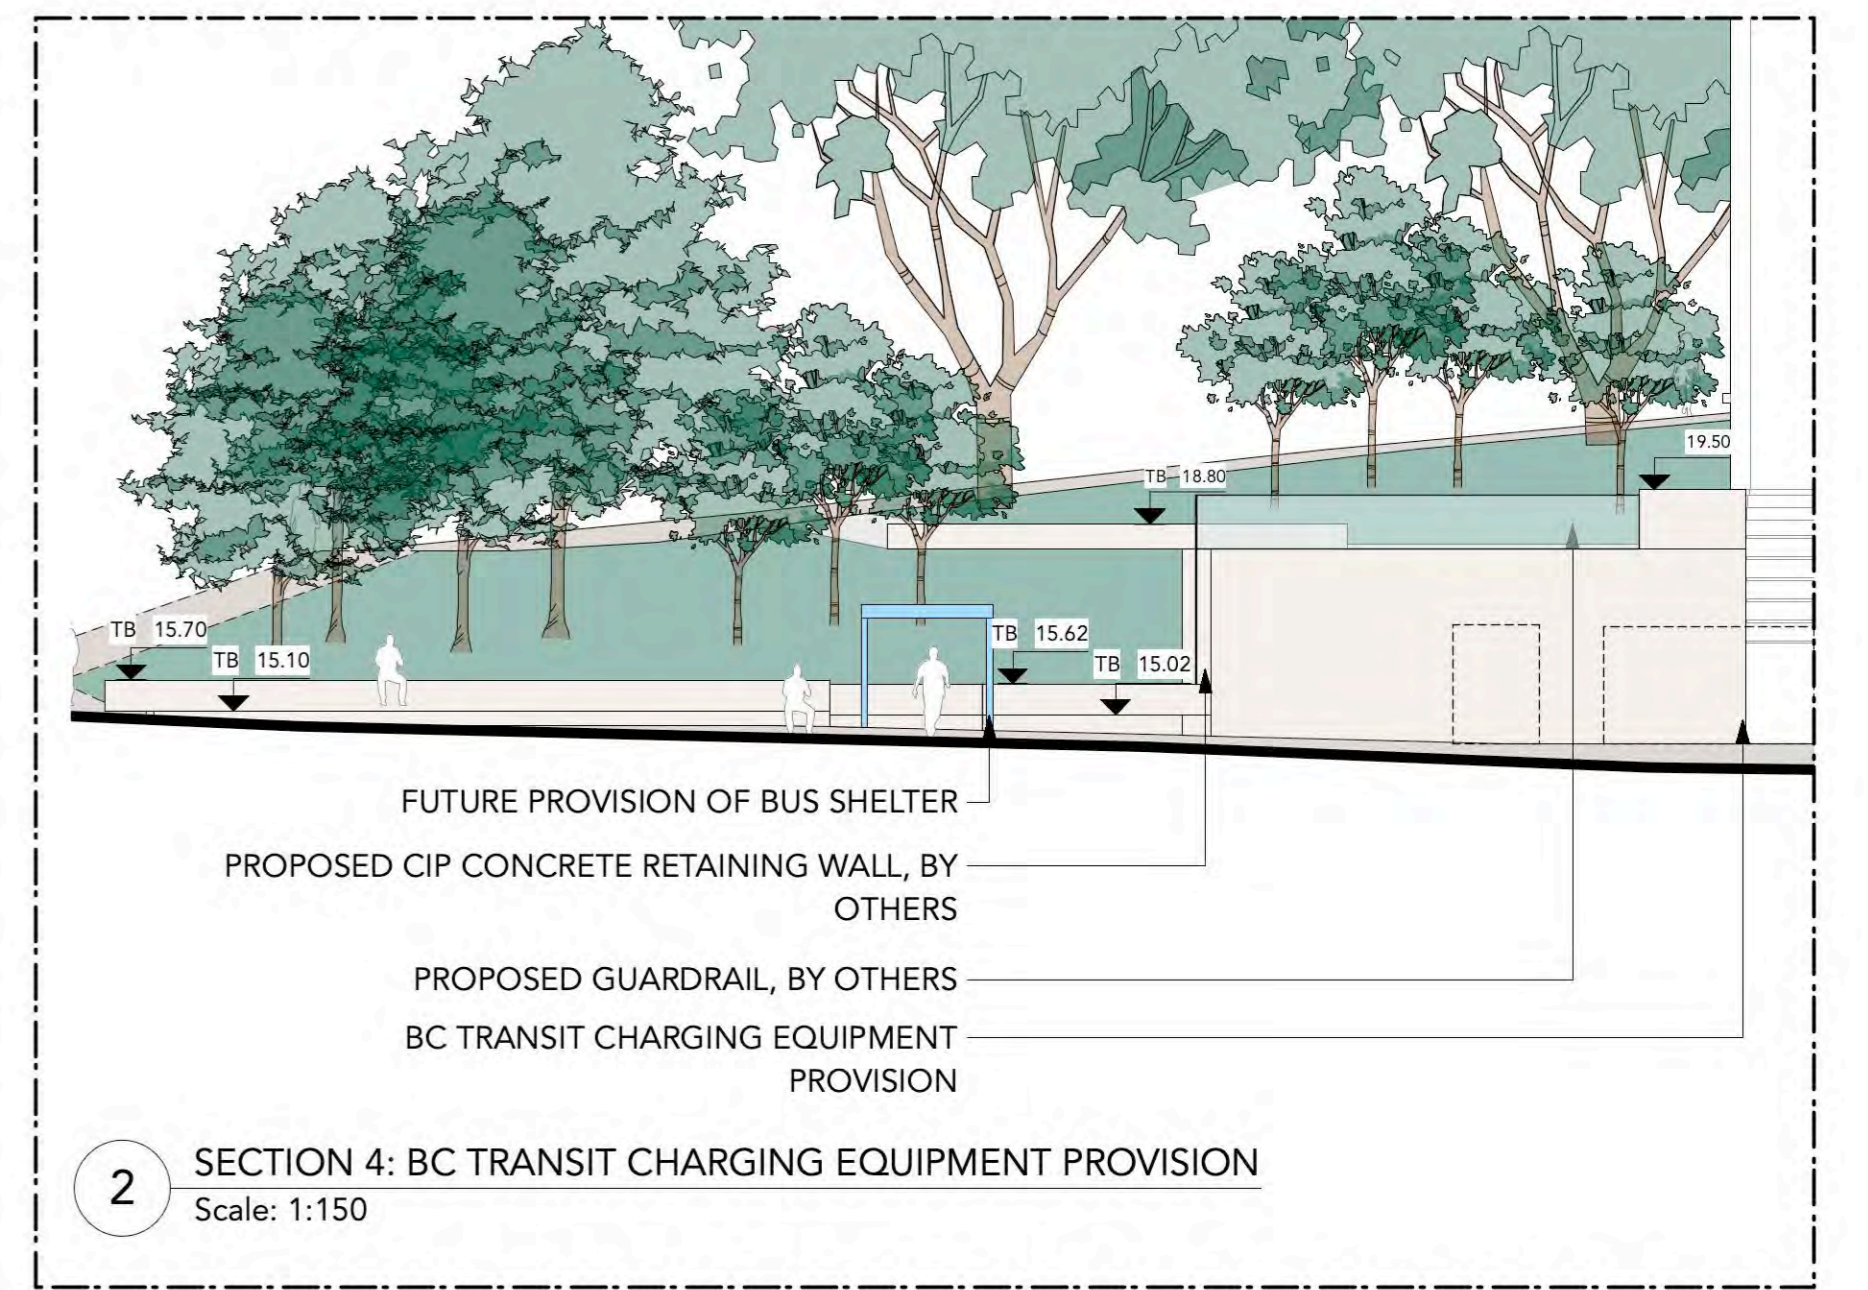 19.50
TB 18.80
TB 15.70
TB 15.10
TB 15.62
TB 15.02
FUTURE PROVISION OF BUS SHELTER
PROPOSED CIP CONCRETE RETAINING WALL, BY
OTHERS
PROPOSED GUARDRAIL, BY OTHERS
BC TRANSIT CHARGING EQUIPMENT
PROVISION
2
SECTION 4: BC TRANSIT CHARGING EQUIPMENT PROVISION
Scale: 1:150